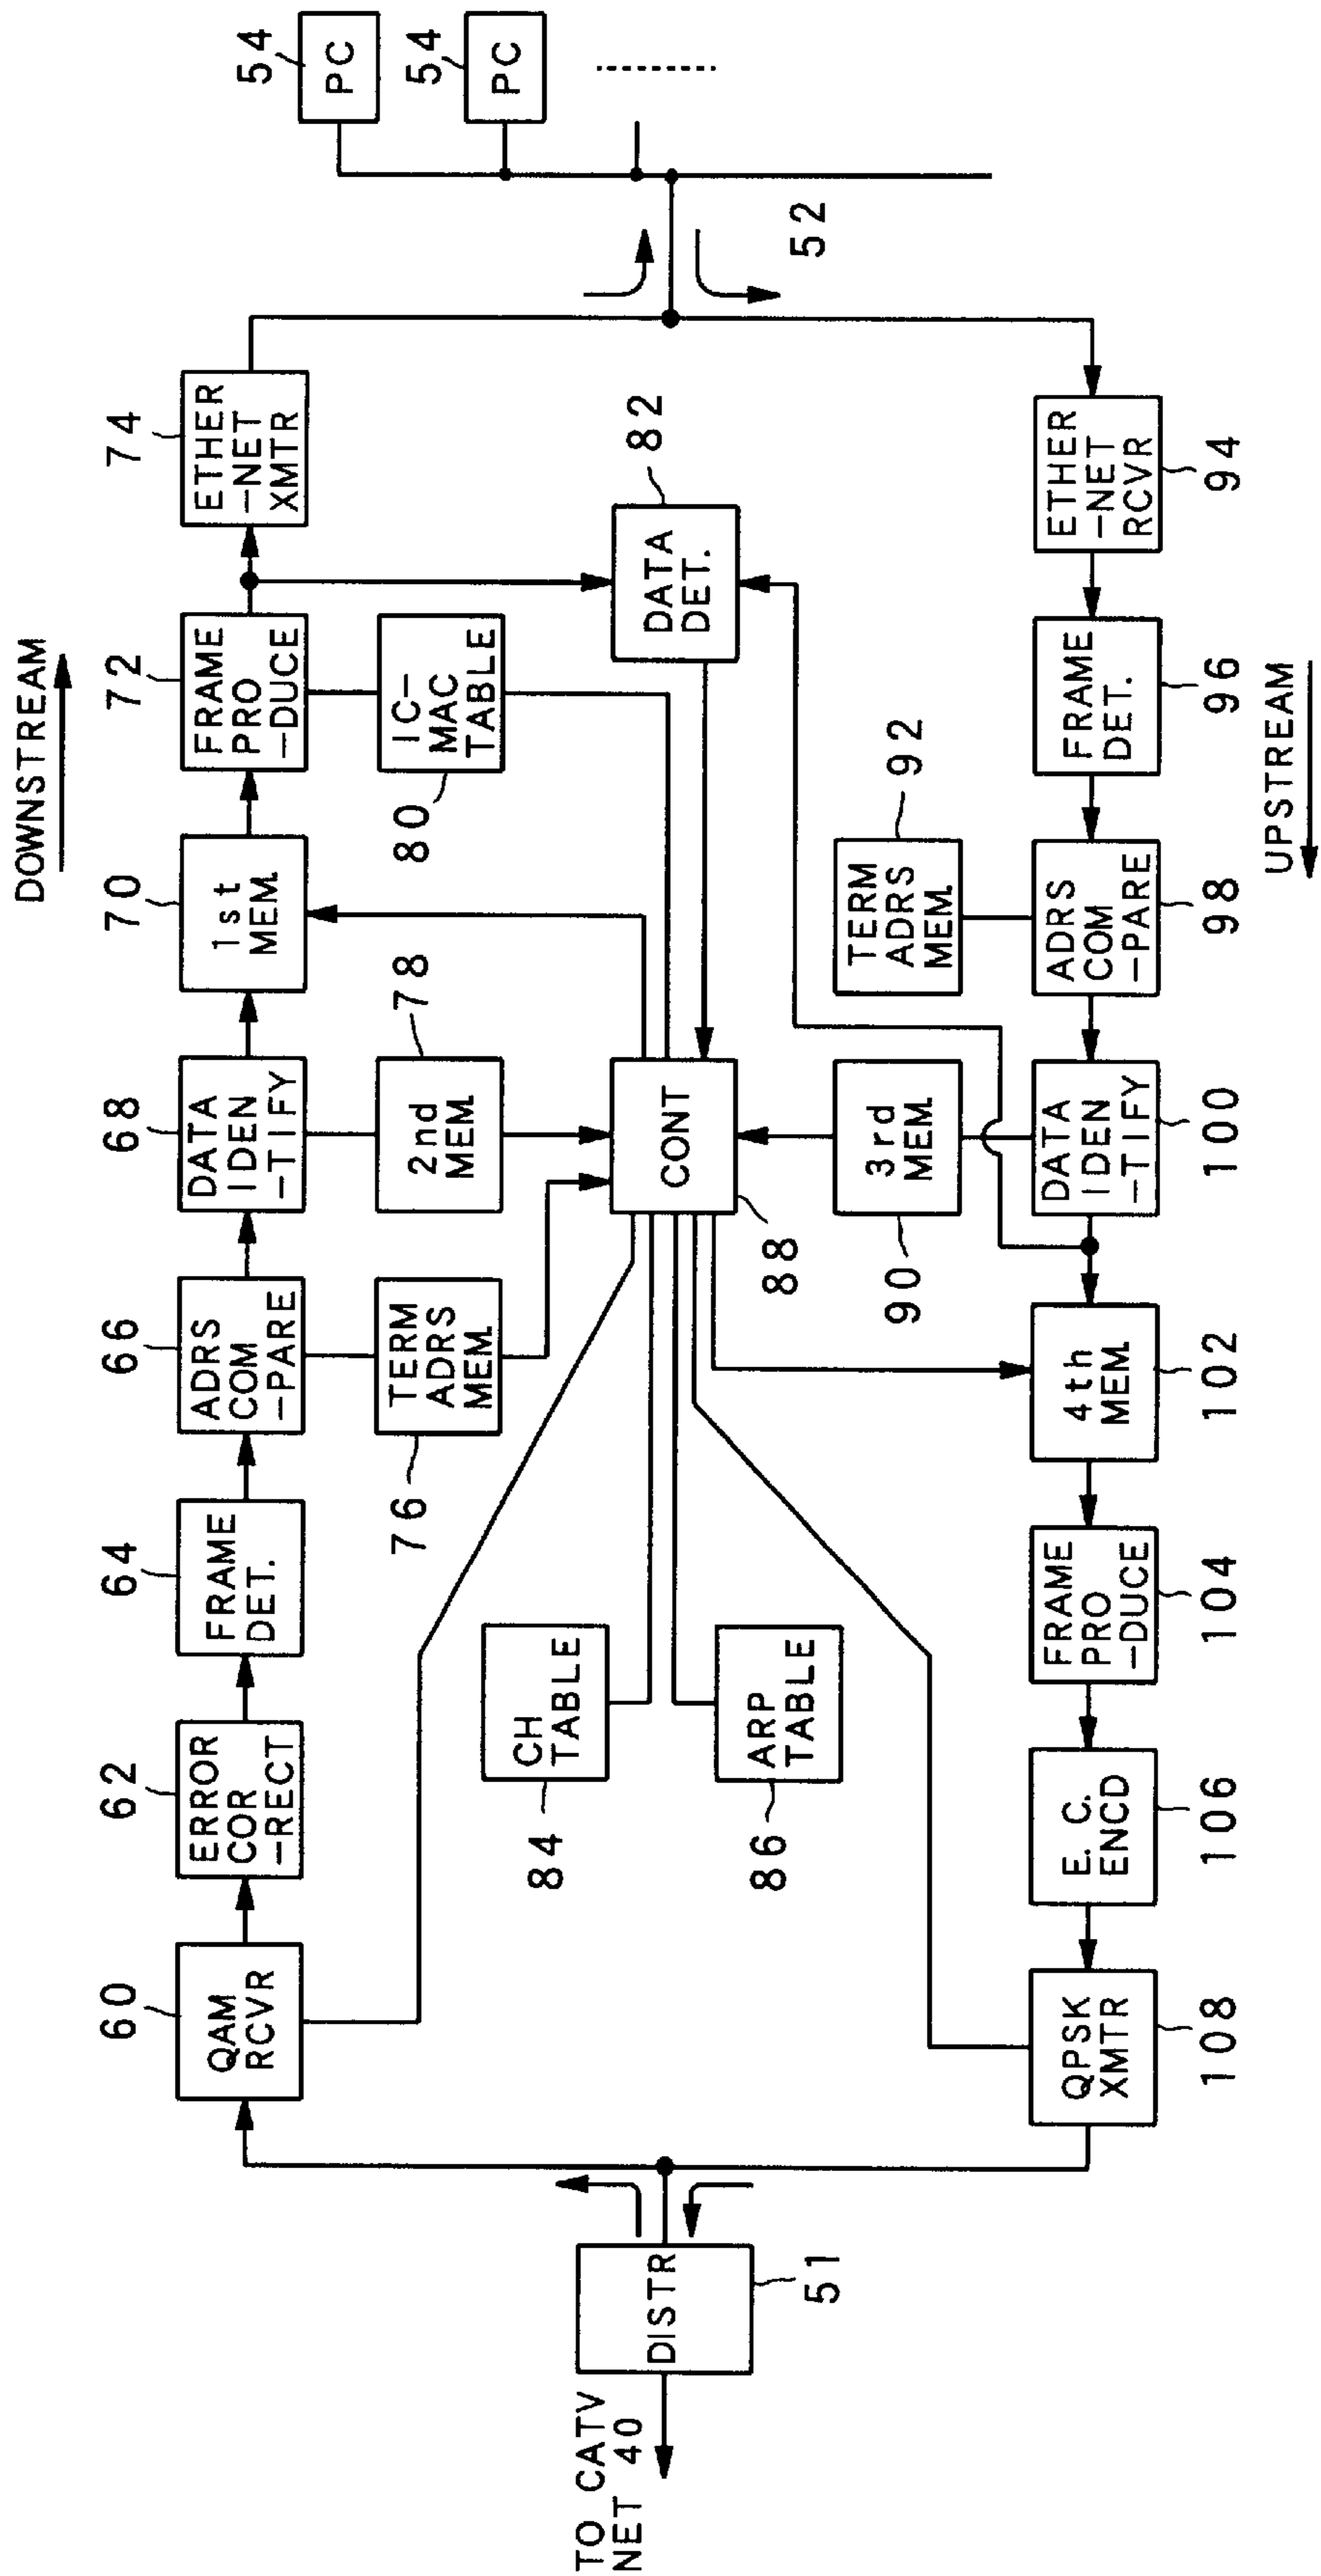 DOWNSTREAM
60
QAM
RCVR
62
ERROR
COR
-RECT
64
FRAME
DET.
66
ADRS
COM
-PARE
68
DATA
IDEN
-TIFY
70
1st
MEM.
72
FRAME
PRO
-DUCE
74
ETHER
-NET
XMTR
54
PC
54
PC
76
TERM
ADRS
MEM.
78
2nd
MEM.
80
IC-
MAC
TABLE
84
CH
TABLE
82
DATA
DET.
TO CATV
NET 40
DISTR
51
CONT
88
86
ARP
TABLE
52
90
3rd
MEM.
92
TERM
ADRS
MEM.
QPSK
XMTR
108
E. C.
ENCD
106
FRAME
PRO
-DUCE
104
4th
MEM.
102
DATA
IDEN
-TIFY
100
ADRS
COM
-PARE
98
FRAME
DET.
96
ETHER
-NET
RCVR
94
UPSTREAM